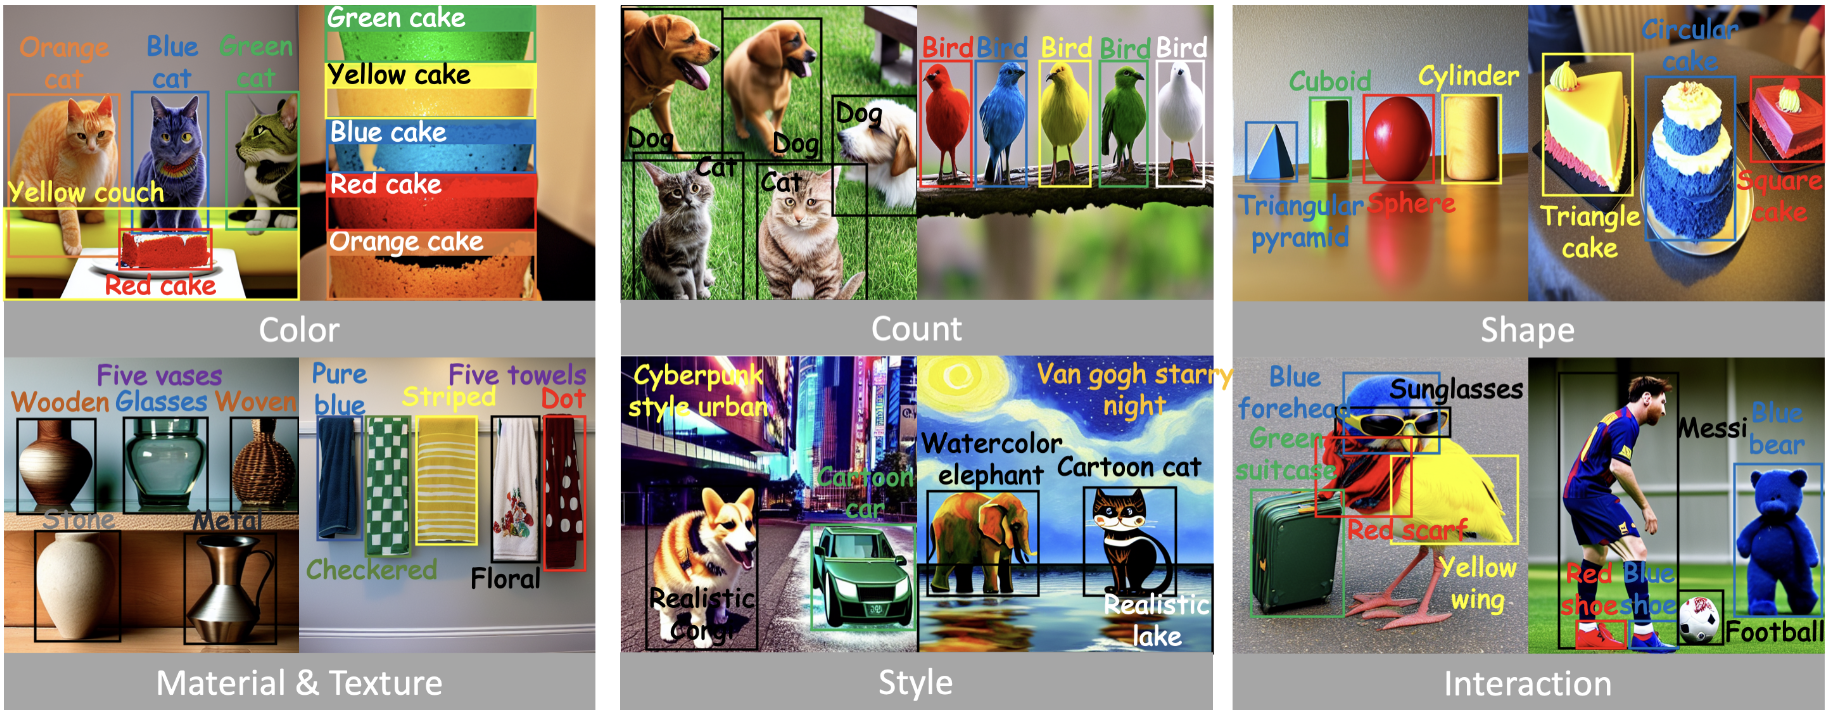 Orange
cat
Blue
cat
Green
cat
Yellow couch
Red cake
Green cake
Yellow cake
Blue cake
Red cake
Orange cake
Color
Dog
Dog
Dog
Cat
Cat
Bird
Bird
Bird
Bird
Bird
Count
Cuboid
Cylinder
Triangular
pyramid
Sphere
Circular
cake
Triangle
cake
Square
cake
Shape
Five vases
Wooden
Glasses
Woven
Stone
Metal
Pure
blue
Striped
Five towels
Dot
Checkered
Floral
Material & Texture
Cyberpunk
style urban
Cartoon
car
Realistic
corgi
Van gogh starry
night
Watercolor
elephant
Cartoon cat
Realistic
lake
Style
Blue
forehead
Sunglasses
Green
suitcase
Red scarf
Yellow
wing
Messi
Blue
bear
Red
shoe
Blue
shoe
Football
Interaction